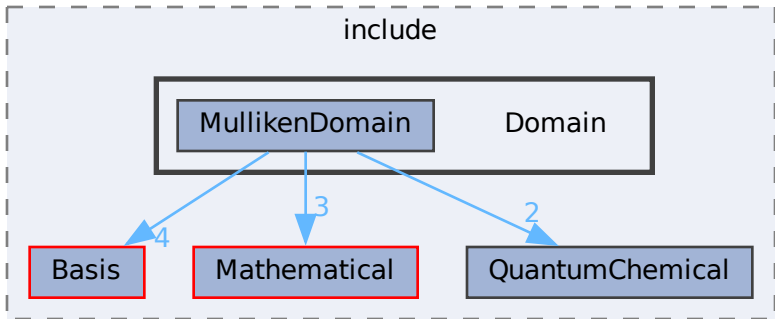 include
MullikenDomain
Domain
4
3
2
Basis
Mathematical
QuantumChemical